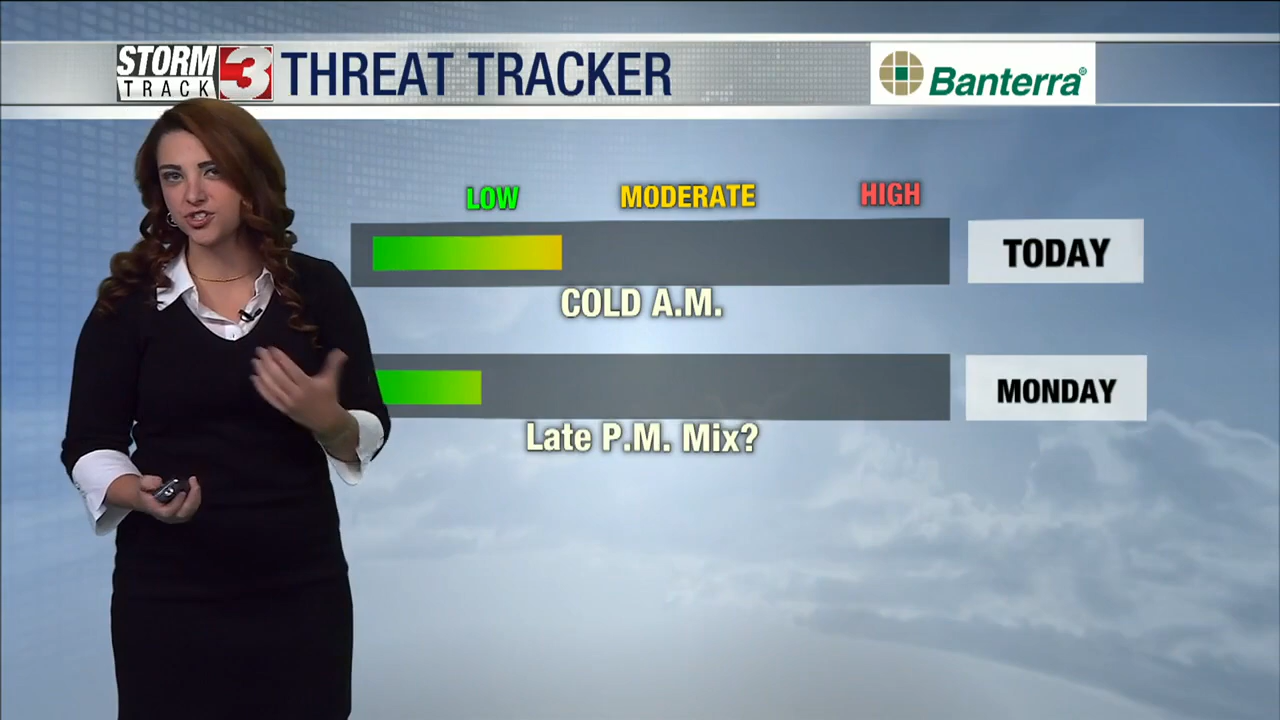 STORM
TRACK 3
THREAT TRACKER
Banterra®
LOW MODERATE HIGH
TODAY
COLD A.M.
MONDAY
Late P.M. Mix?